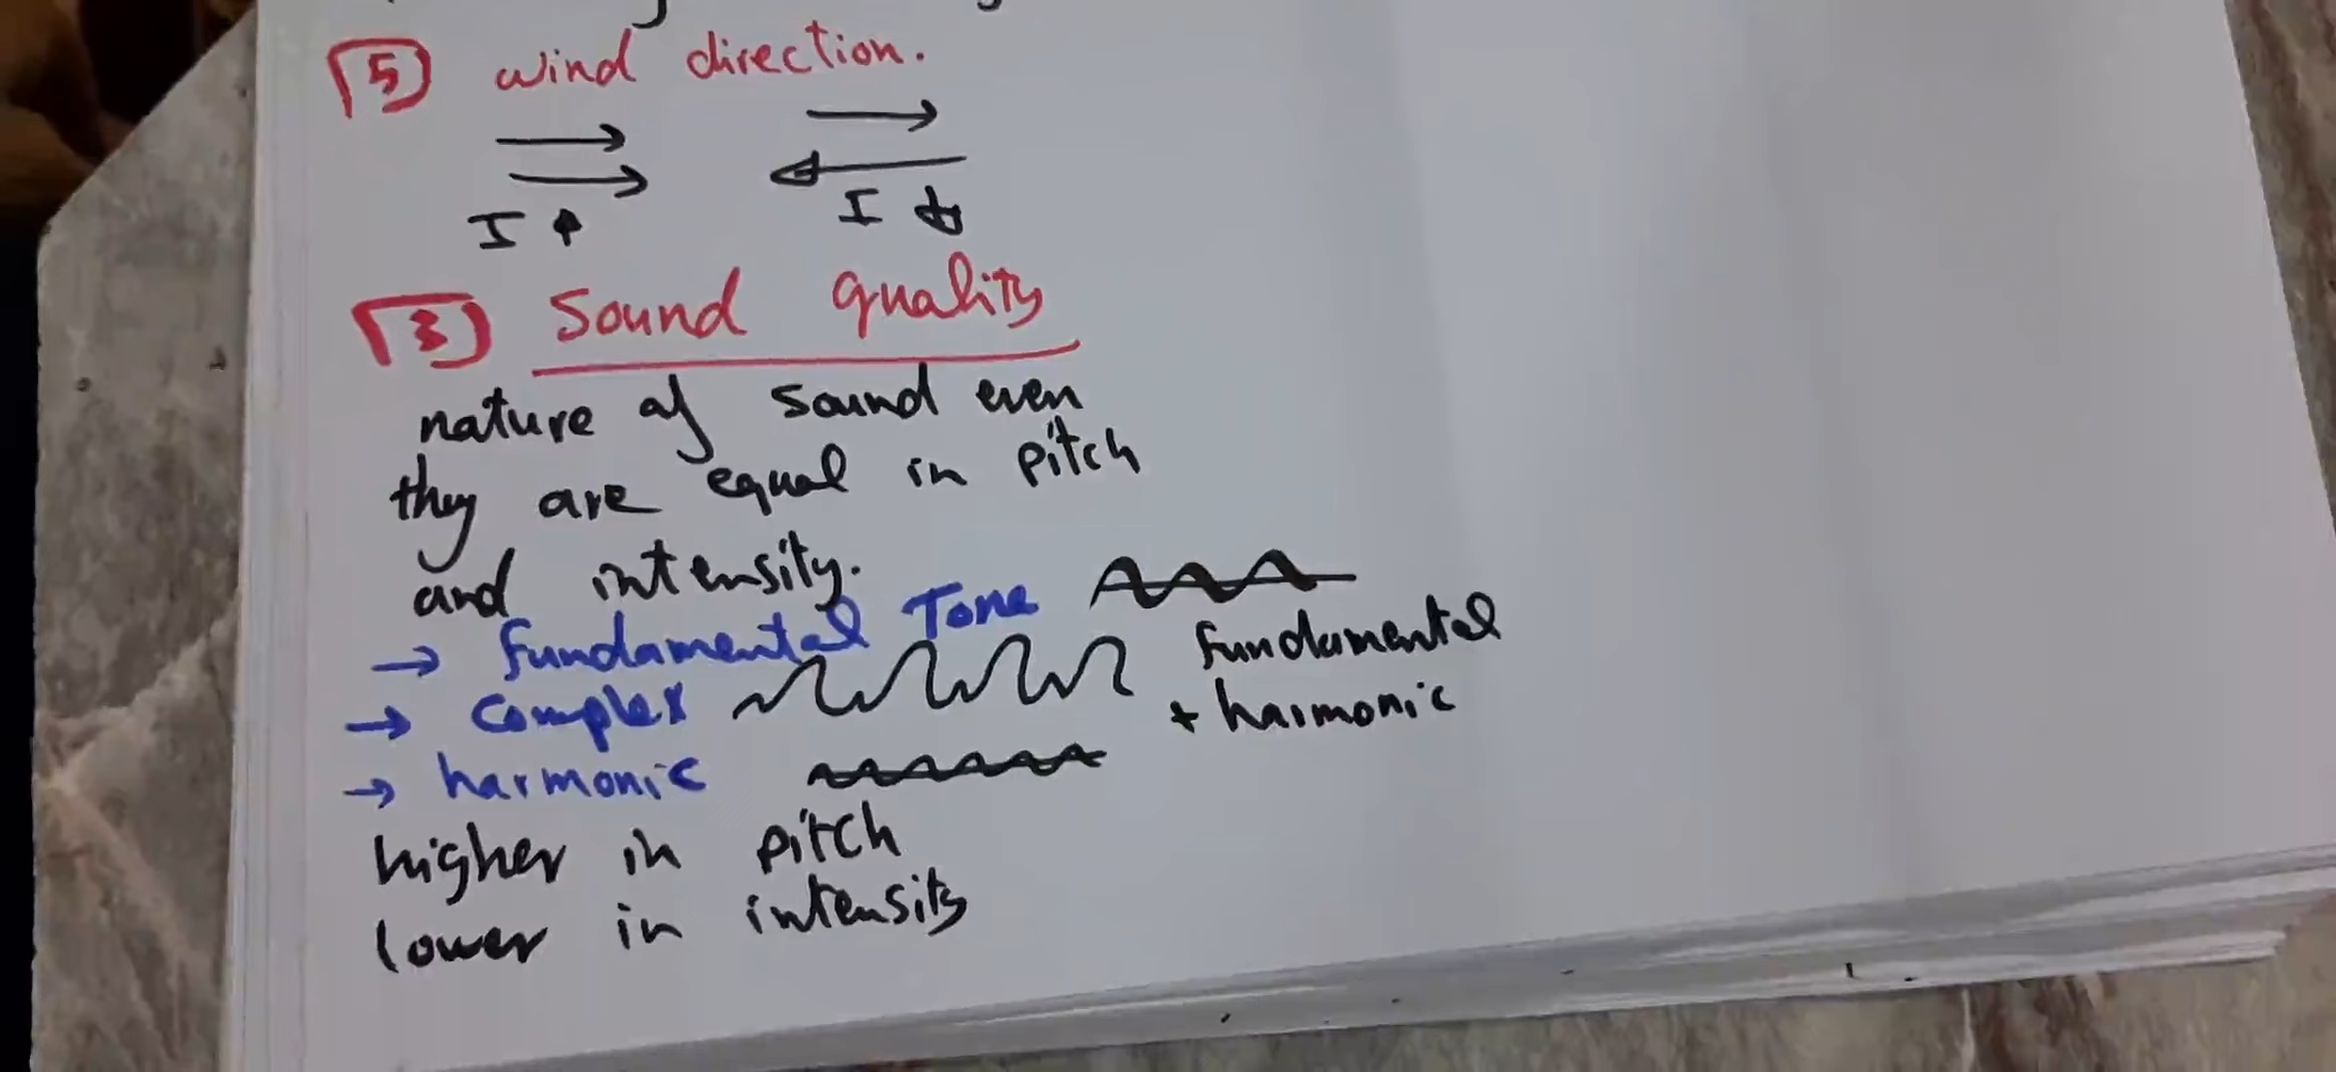 5 wind direction.
→ →
→ ←
I ↑ I ↓
3 Sound quality
nature of sound even
they are equal in pitch
and intensity.
→ fundamental Tone
→ complex fundamental
+ harmonic
→ harmonic
higher in pitch
lower in intensity